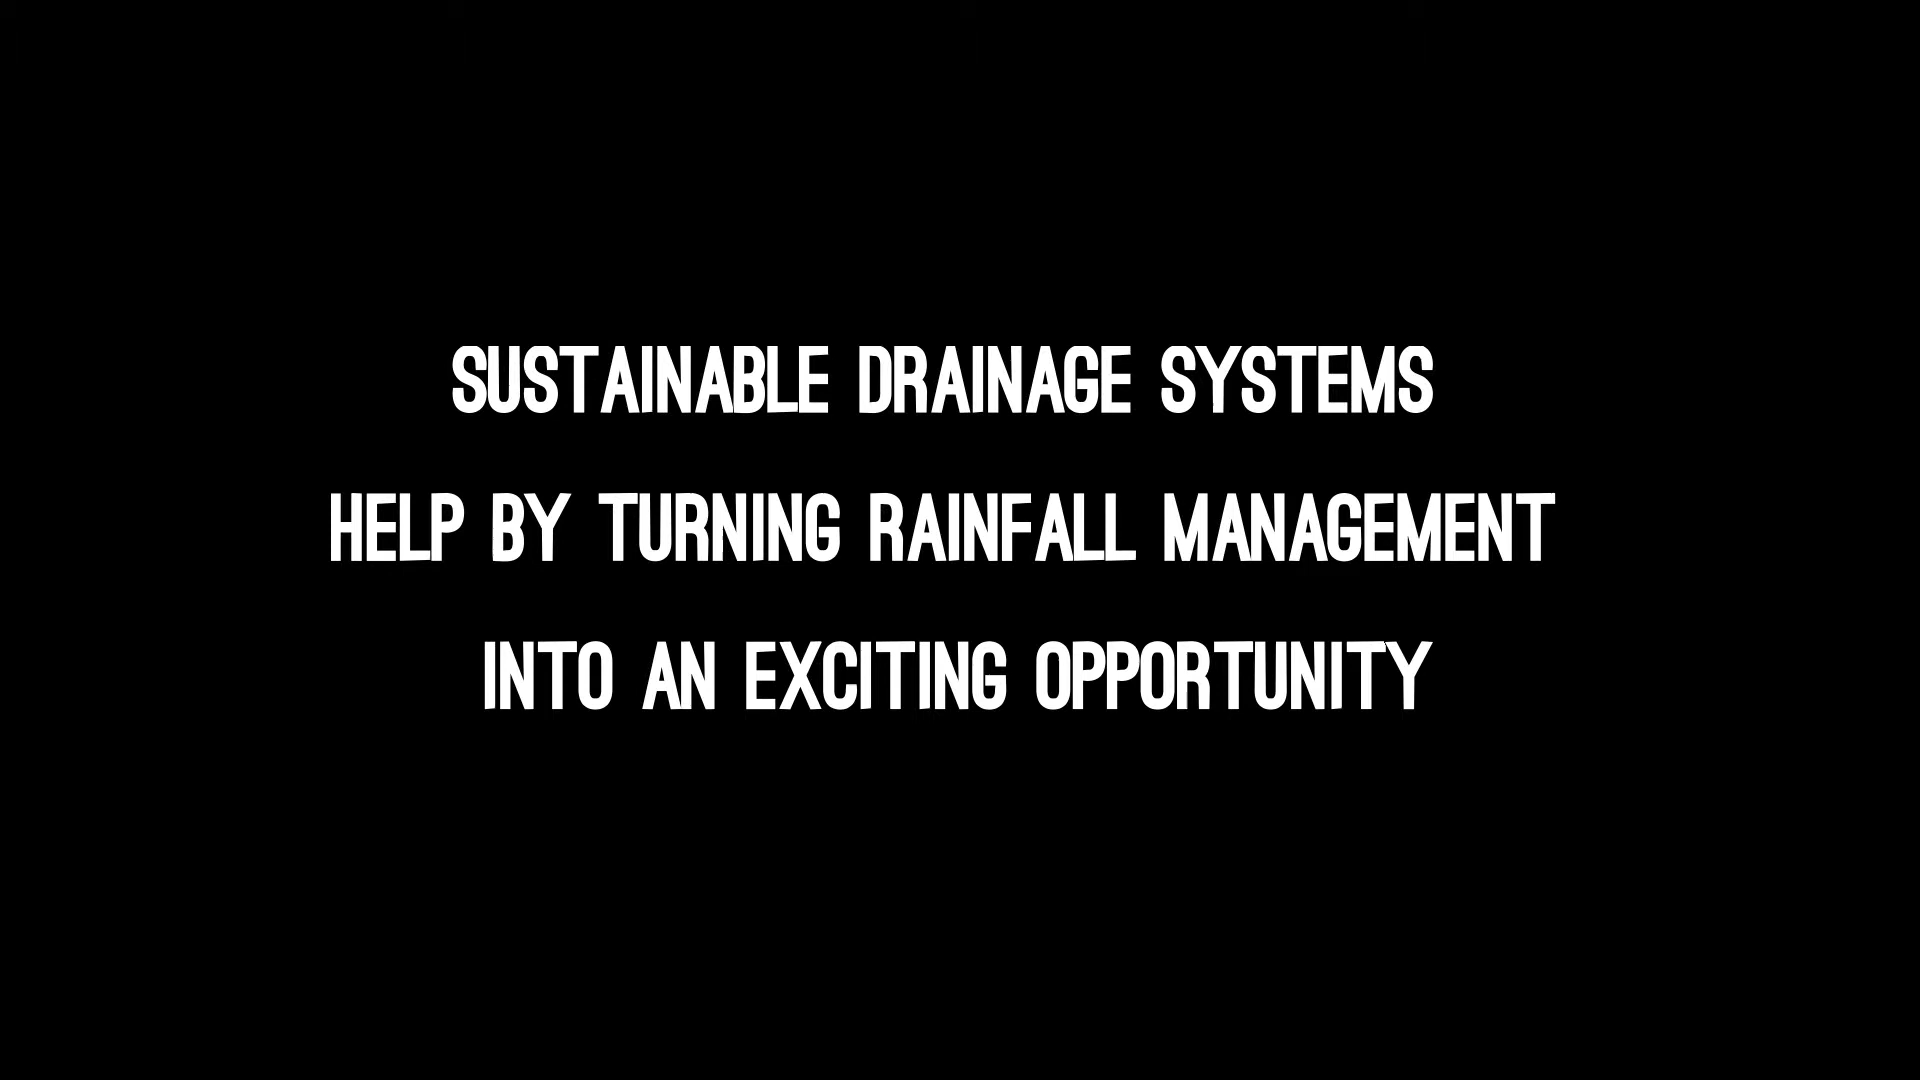 SUSTAINABLE DRAINAGE SYSTEMS
HELP BY TURNING RAINFALL MANAGEMENT
INTO AN EXCITING OPPORTUNITY